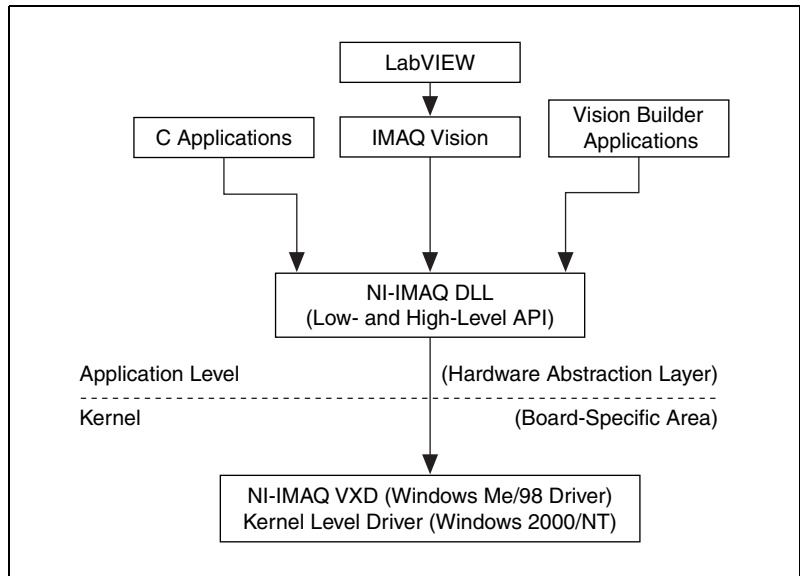 LabVIEW
C Applications
IMAQ Vision
Vision Builder
Applications
NI-IMAQ DLL
(Low- and High-Level API)
Application Level
(Hardware Abstraction Layer)
Kernel
(Board-Specific Area)
NI-IMAQ VXD (Windows Me/98 Driver)
Kernel Level Driver (Windows 2000/NT)